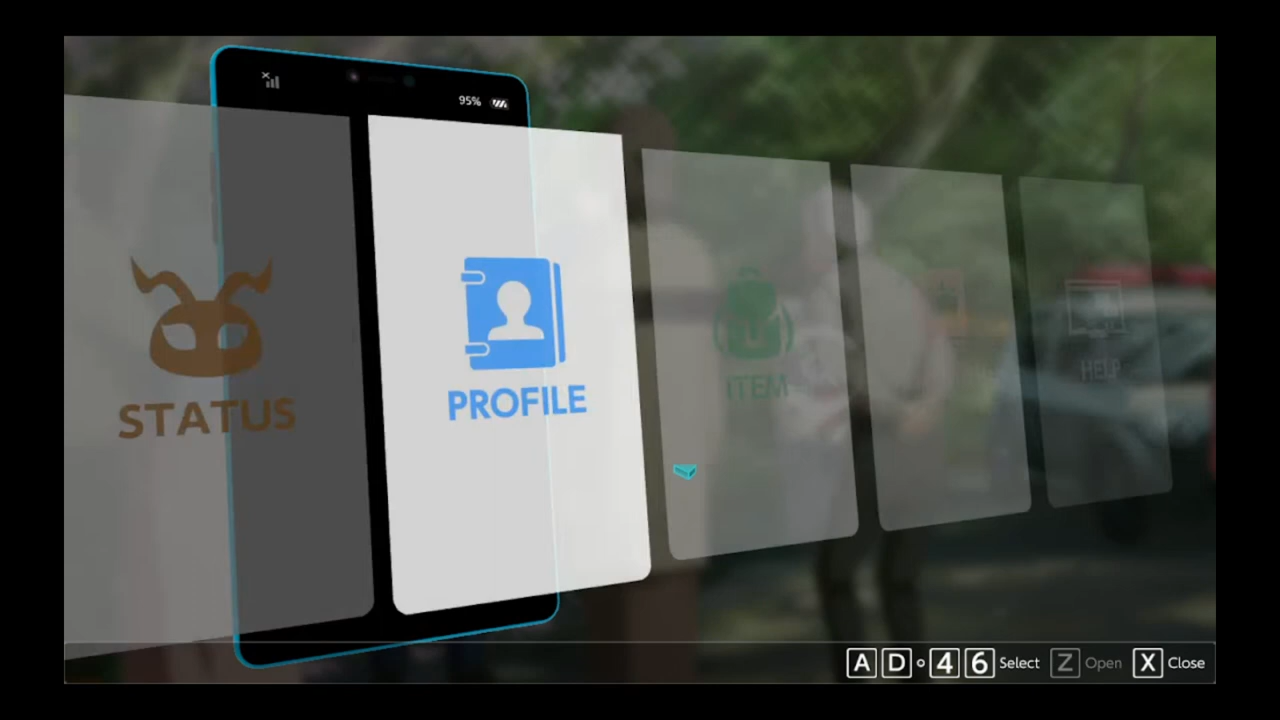 95%
STATUS
PROFILE
ITEM
HELP
A D 4 6 Select Z Open X Close